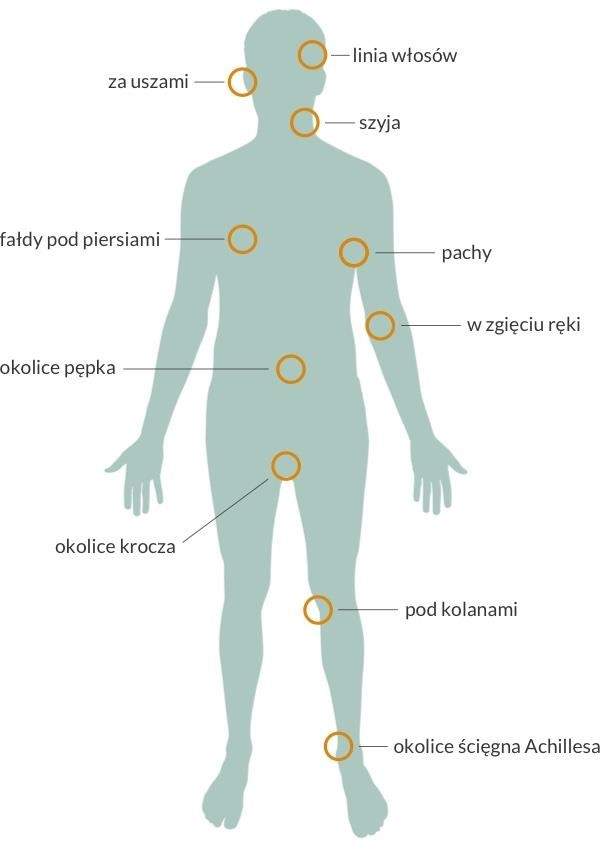 linia włosów
za uszami
szyja
fałdy pod piersiami
pachy
w zgięciu ręki
okolice pępka
okolice krocza
pod kolanami
okolice ścięgna Achillesa